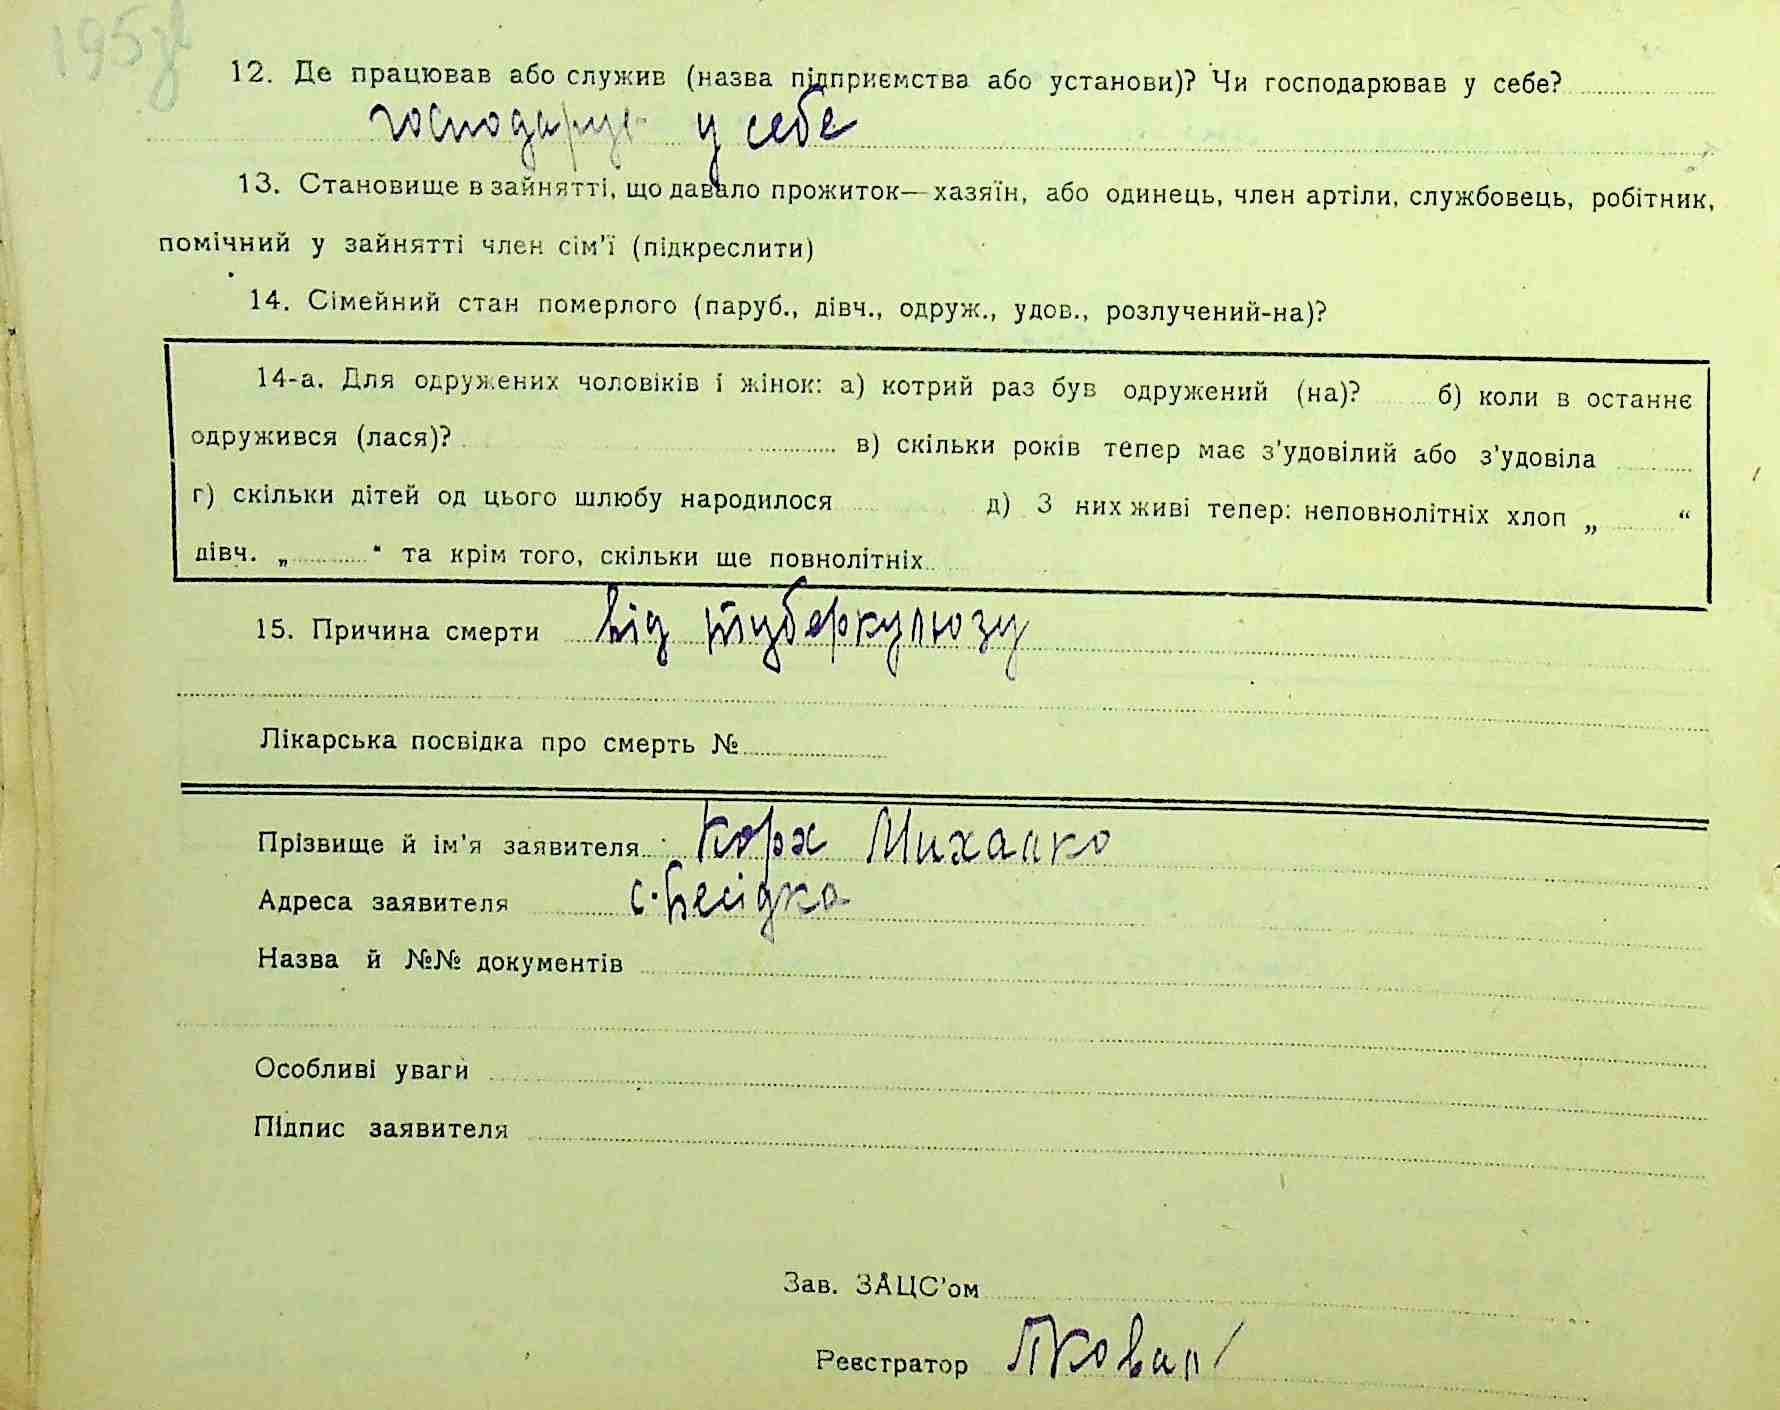 195
12. Де працював або служив (назва підприємства або установи)? Чи господарював у себе?
господарує у себе
13. Становище в зайнятті, що давало прожиток—хазяїн, або одинець, член артіли, службовець, робітник,
помічний у зайнятті член сім'ї (підкреслити)
14. Сімейний стан померлого (паруб., дівч., одруж., удов., розлучений-на)?
14-а. Для одружених чоловіків і жінок: а) котрий раз був одружений (на)? б) коли в останнє
одружився (лася)? в) скільки років тепер має з'удовілий або з'удовіла
г) скільки дітей од цього шлюбу народилося д) З них живі тепер: неповнолітніх хлоп „ “
дівч. „ “ та крім того, скільки ще повнолітніх
15. Причина смерти від туберкульозу
Лікарська посвідка про смерть №
Прізвище й ім'я заявителя Корж Михалко
Адреса заявителя с. Бесідка
Назва й №№ документів
Особливі уваги
Підпис заявителя
Зав. ЗАЦС'ом
Реєстратор